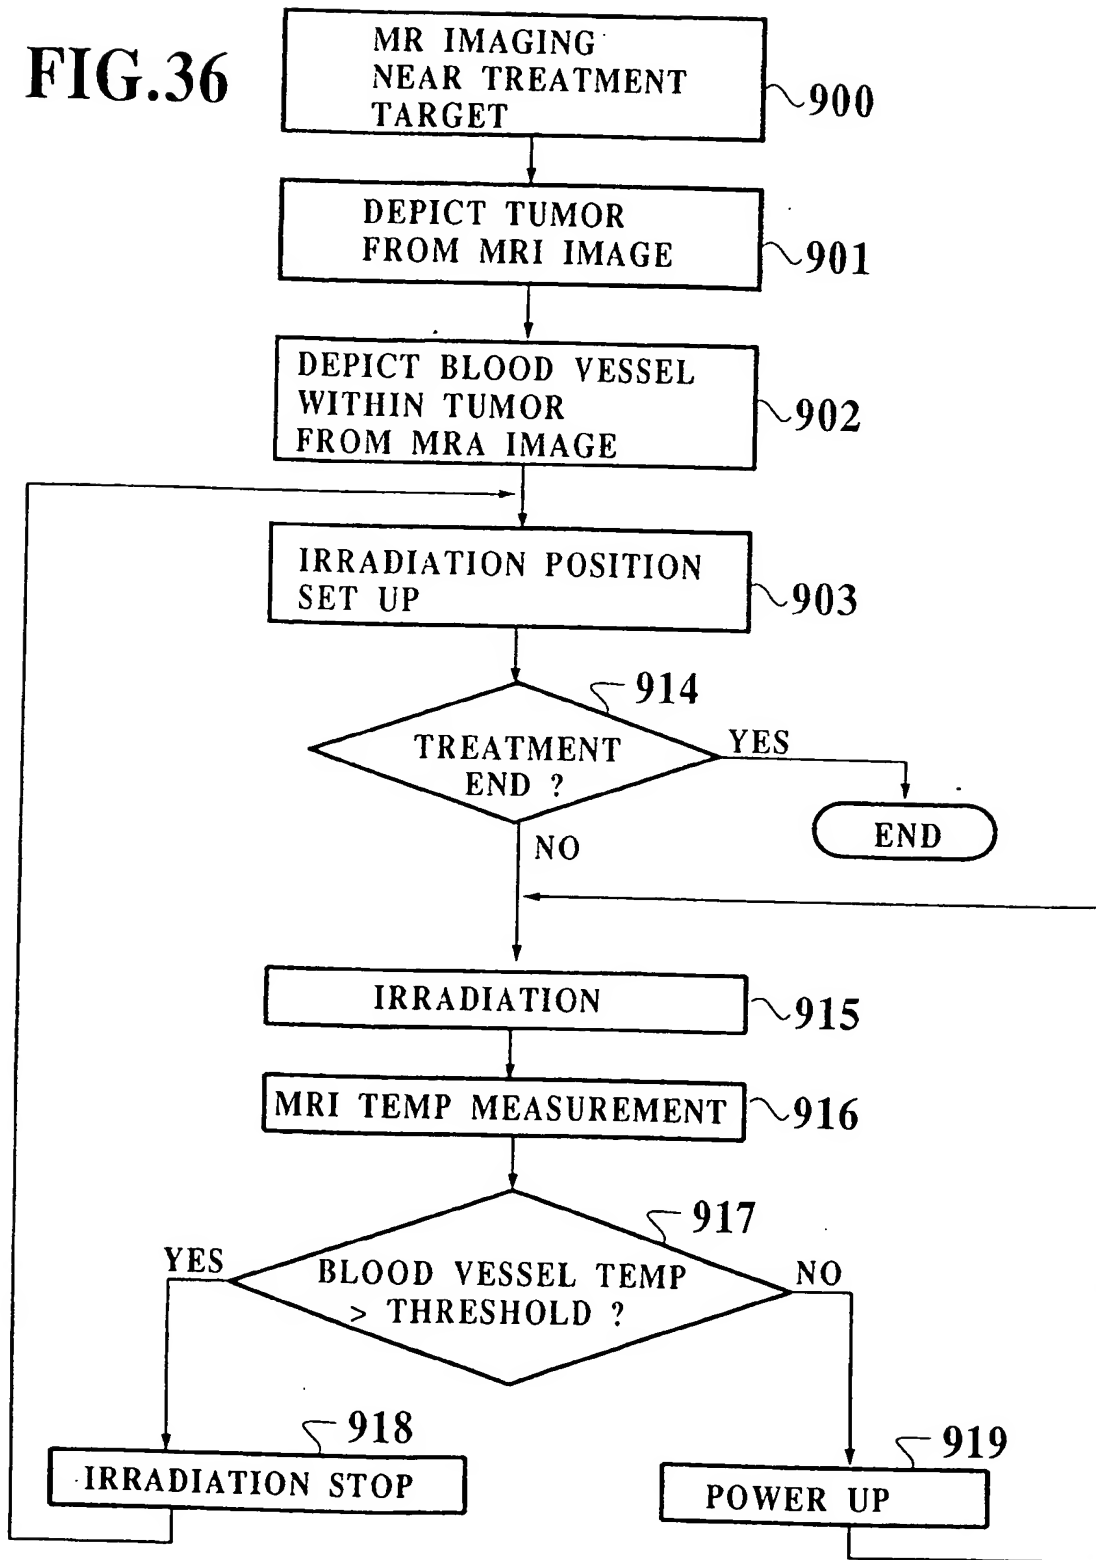 FIG.36
MR IMAGING
NEAR TREATMENT
TARGET
900
DEPICT TUMOR
FROM MRI IMAGE
901
DEPICT BLOOD VESSEL
WITHIN TUMOR
FROM MRA IMAGE
902
IRRADIATION POSITION
SET UP
903
914
TREATMENT
END ?
YES
END
NO
IRRADIATION
915
MRI TEMP MEASUREMENT
916
917
YES
BLOOD VESSEL TEMP
> THRESHOLD ?
NO
918
IRRADIATION STOP
919
POWER UP